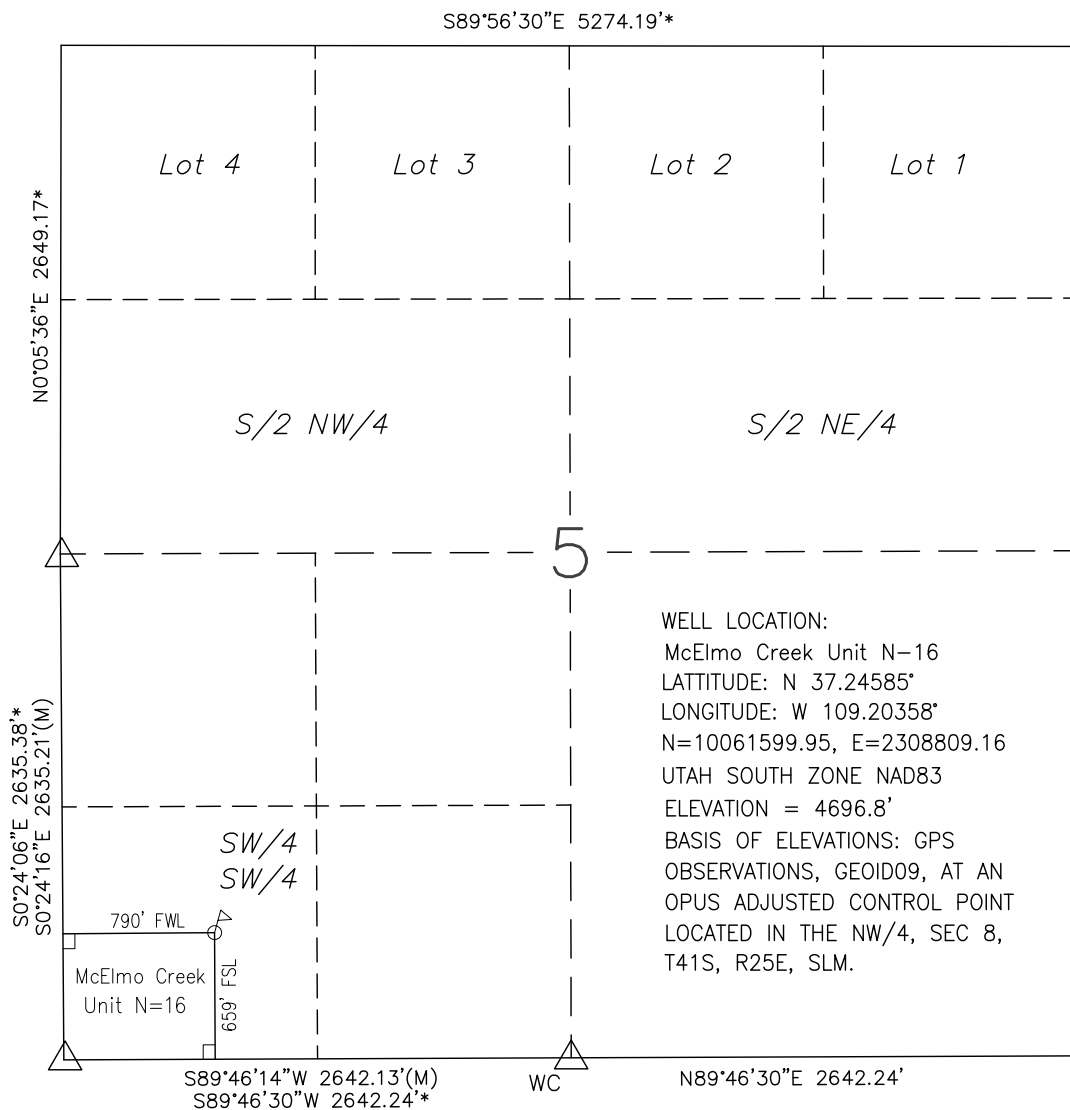 S89°56'30"E 5274.19'*
Lot 4
Lot 3
Lot 2
Lot 1
N0°05'36"E 2649.17*
S/2 NW/4
S/2 NE/4
5
WELL LOCATION:
McElmo Creek Unit N-16
LATTITUDE: N 37.24585°
LONGITUDE: W 109.20358°
N=10061599.95, E=2308809.16
UTAH SOUTH ZONE NAD83
ELEVATION = 4696.8'
BASIS OF ELEVATIONS: GPS
OBSERVATIONS, GEOID09, AT AN
OPUS ADJUSTED CONTROL POINT
LOCATED IN THE NW/4, SEC 8,
T41S, R25E, SLM.
S0°24'06"E 2635.38'*
S0°24'16"E 2635.21'(M)
SW/4
SW/4
790' FWL
659' FSL
McElmo Creek
Unit N=16
S89°46'14"W 2642.13'(M)
S89°46'30"W 2642.24'*
WC
N89°46'30"E 2642.24'